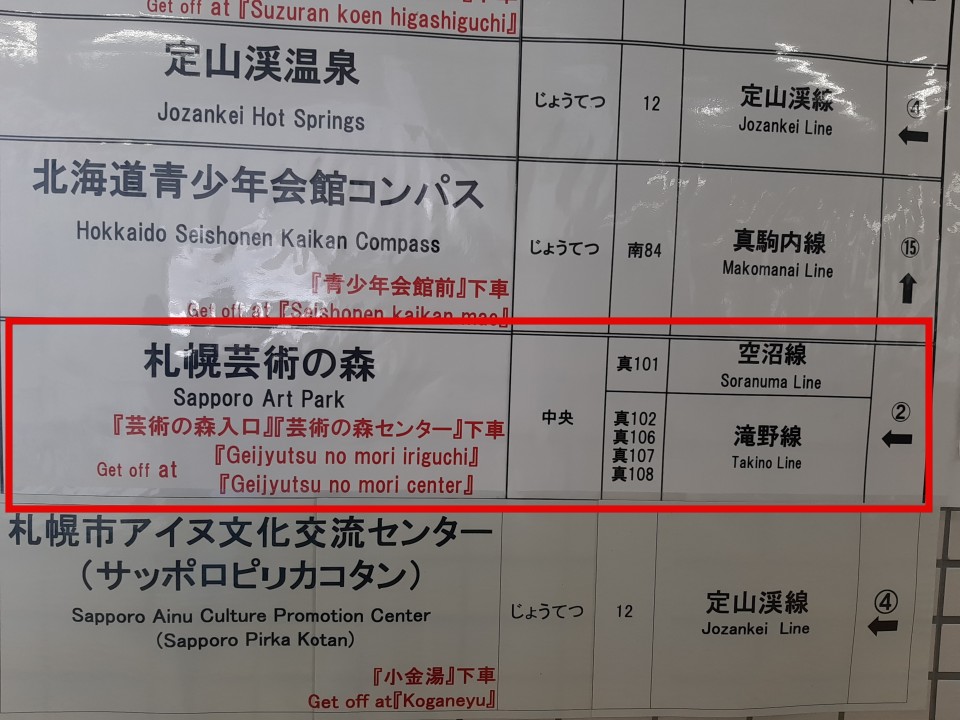 下車
Get off at『Suzuran koen higashiguchi』
定山渓温泉
Jozankei Hot Springs
じょうてつ
12
定山渓線
Jozankei Line
④
北海道青少年会館コンパス
Hokkaido Seishonen Kaikan Compass
『青少年会館前』下車
Get off at『Seishonen kaikan mae』
じょうてつ
南84
真駒内線
Makomanai Line
⑮
札幌芸術の森
Sapporo Art Park
『芸術の森入口』『芸術の森センター』下車
Get off at 『Geijyutsu no mori iriguchi』
『Geijyutsu no mori center』
中央
真101
空沼線
Soranuma Line
真102
真106
真107
真108
滝野線
Takino Line
②
札幌市アイヌ文化交流センター
（サッポロピリカコタン）
Sapporo Ainu Culture Promotion Center
(Sapporo Pirka Kotan)
『小金湯』下車
Get off at『Koganeyu』
じょうてつ
12
定山渓線
Jozankei Line
④